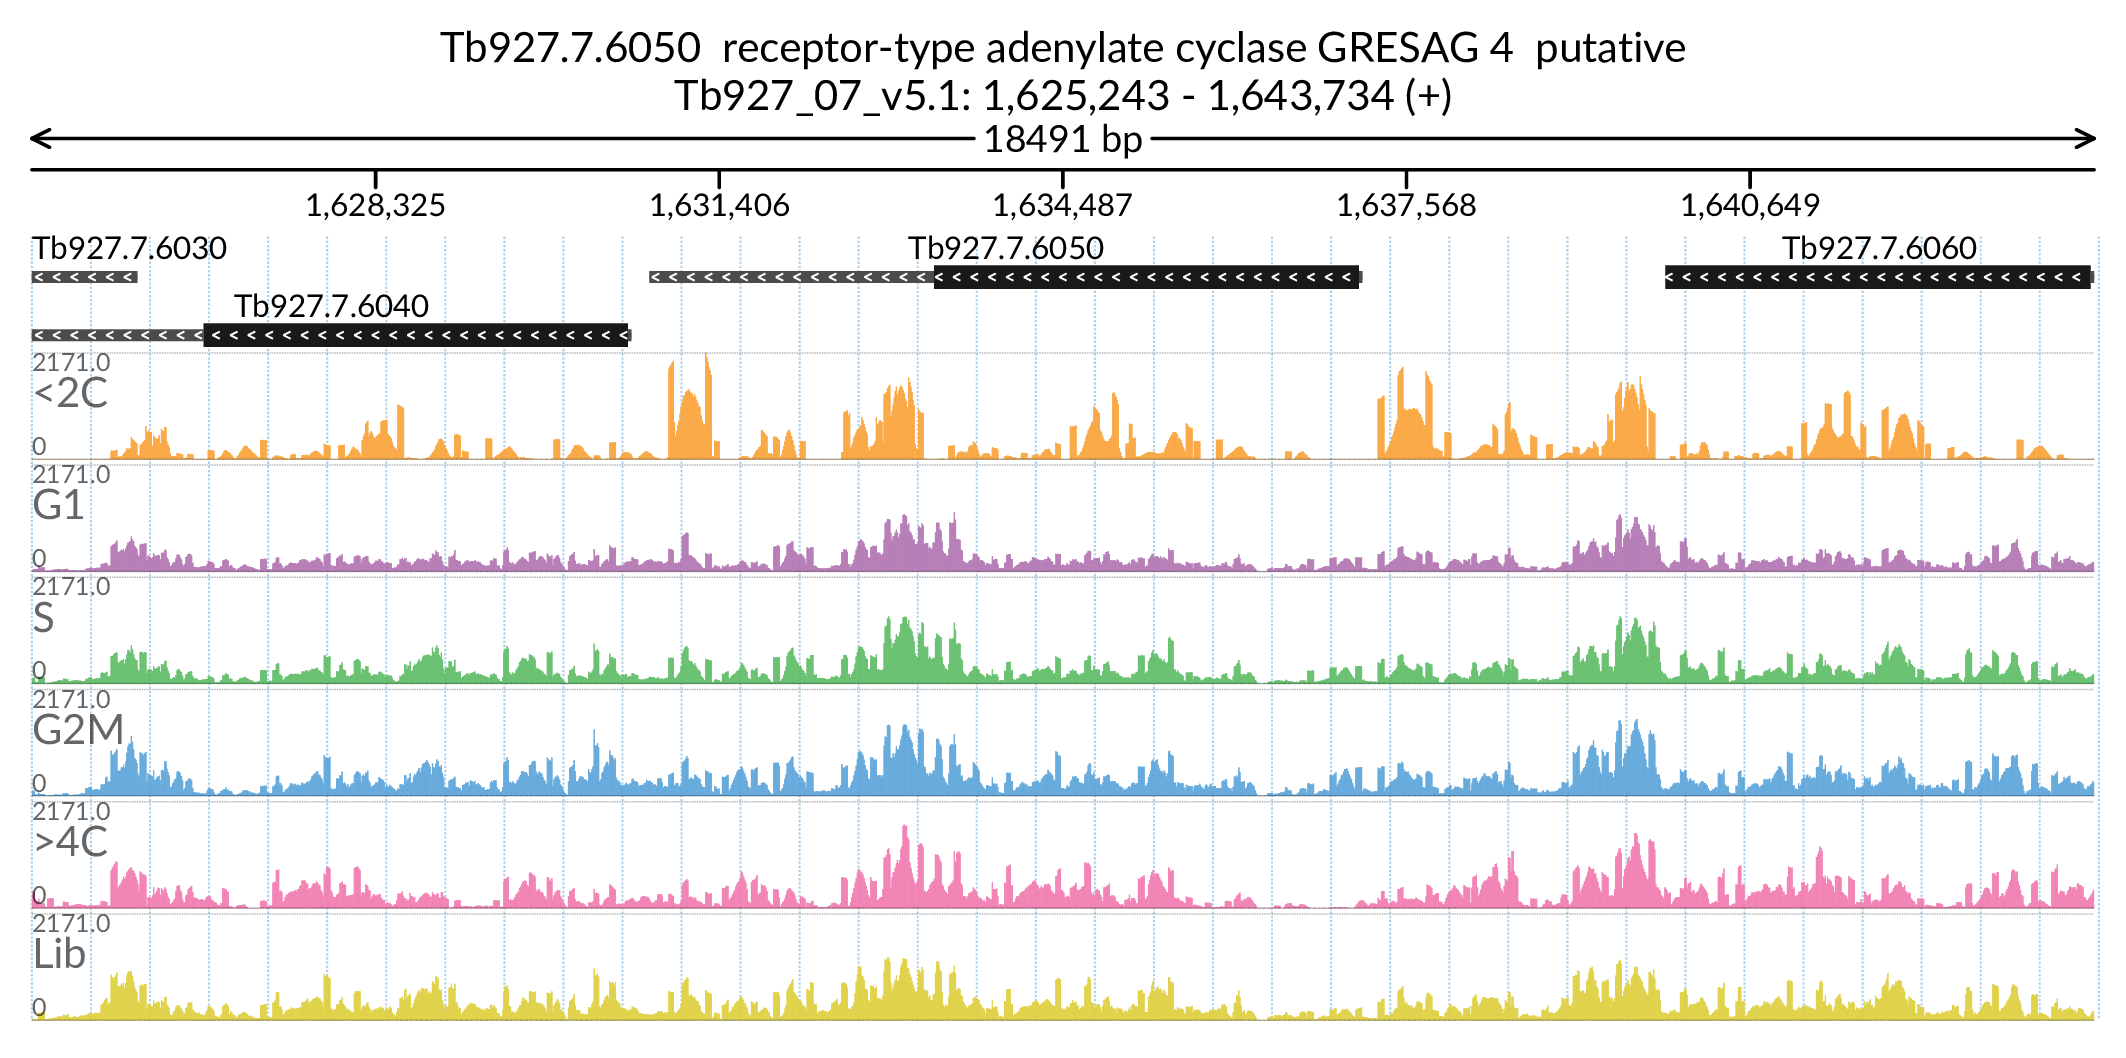 Tb927.7.6050  receptor-type adenylate cyclase GRESAG 4  putative
Tb927_07_v5.1: 1,625,243 - 1,643,734 (+)
18491 bp
1,628,325 1,631,406 1,634,487 1,637,568 1,640,649
Tb927.7.6030 Tb927.7.6050 Tb927.7.6060
Tb927.7.6040
2171.0
<2C
0
2171.0
G1
0
2171.0
S
0
2171.0
G2M
0
2171.0
>4C
0
2171.0
Lib
0